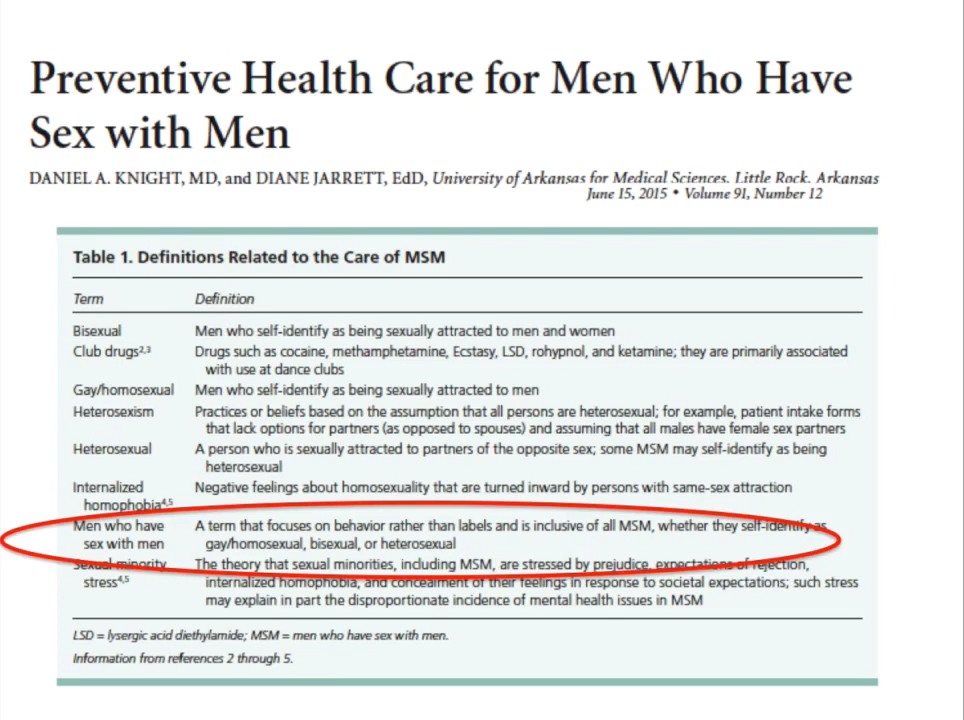 Preventive Health Care for Men Who Have
Sex with Men
DANIEL A. KNIGHT, MD, and DIANE JARRETT, EdD, University of Arkansas for Medical Sciences, Little Rock, Arkansas
June 15, 2015 • Volume 91, Number 12
Table 1. Definitions Related to the Care of MSM
Term Definition
Bisexual Men who self-identify as being sexually attracted to men and women
Club drugs2,3 Drugs such as cocaine, methamphetamine, Ecstasy, LSD, rohypnol, and ketamine; they are primarily associated
with use at dance clubs
Gay/homosexual Men who self-identify as being sexually attracted to men
Heterosexism Practices or beliefs based on the assumption that all persons are heterosexual; for example, patient intake forms
that lack options for partners (as opposed to spouses) and assuming that all males have female sex partners
Heterosexual A person who is sexually attracted to partners of the opposite sex; some MSM may self-identify as being
heterosexual
Internalized Negative feelings about homosexuality that are turned inward by persons with same-sex attraction
homophobia4,5
Men who have A term that focuses on behavior rather than labels and is inclusive of all MSM, whether they self-identify as
sex with men gay/homosexual, bisexual, or heterosexual
Sexual minority The theory that sexual minorities, including MSM, are stressed by prejudice, expectations of rejection,
stress4,5 internalized homophobia, and concealment of their feelings in response to societal expectations; such stress
may explain in part the disproportionate incidence of mental health issues in MSM
LSD = lysergic acid diethylamide; MSM = men who have sex with men.
Information from references 2 through 5.